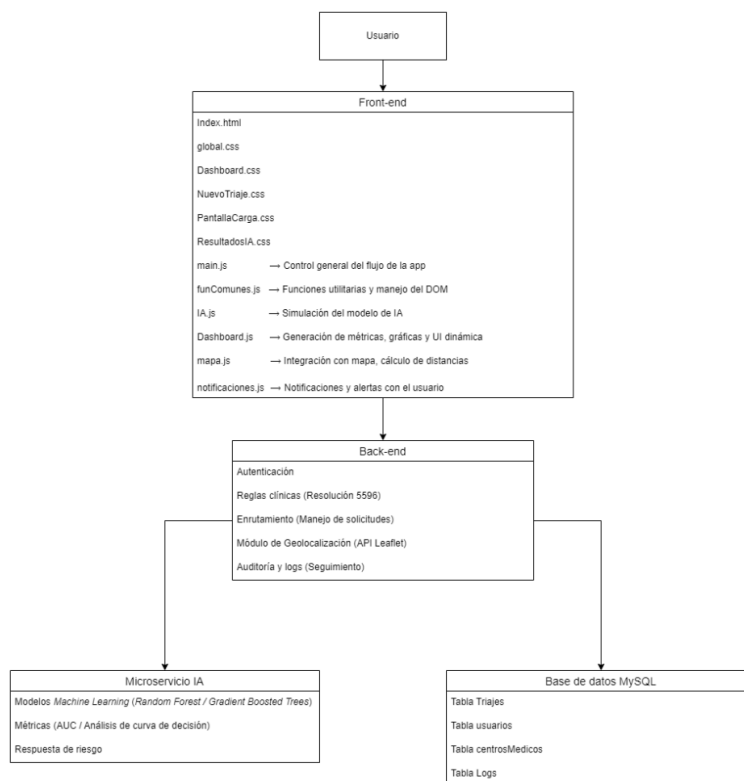 Usuario
Front-end
Index.html
global.css
Dashboard.css
NuevoTriaje.css
PantallaCarga.css
ResultadosIA.css
main.js → Control general del flujo de la app
funComunes.js → Funciones utilitarias y manejo del DOM
IA.js → Simulación del modelo de IA
Dashboard.js → Generación de métricas, gráficas y UI dinámica
mapa.js → Integración con mapa, cálculo de distancias
notificaciones.js → Notificaciones y alertas con el usuario
Back-end
Autenticación
Reglas clínicas (Resolución 5596)
Enrutamiento (Manejo de solicitudes)
Módulo de Geolocalización (API Leaflet)
Auditoría y logs (Seguimiento)
Microservicio IA
Modelos Machine Learning (Random Forest / Gradient Boosted Trees)
Métricas (AUC / Análisis de curva de decisión)
Respuesta de riesgo
Base de datos MySQL
Tabla Triajes
Tabla usuarios
Tabla centrosMedicos
Tabla Logs